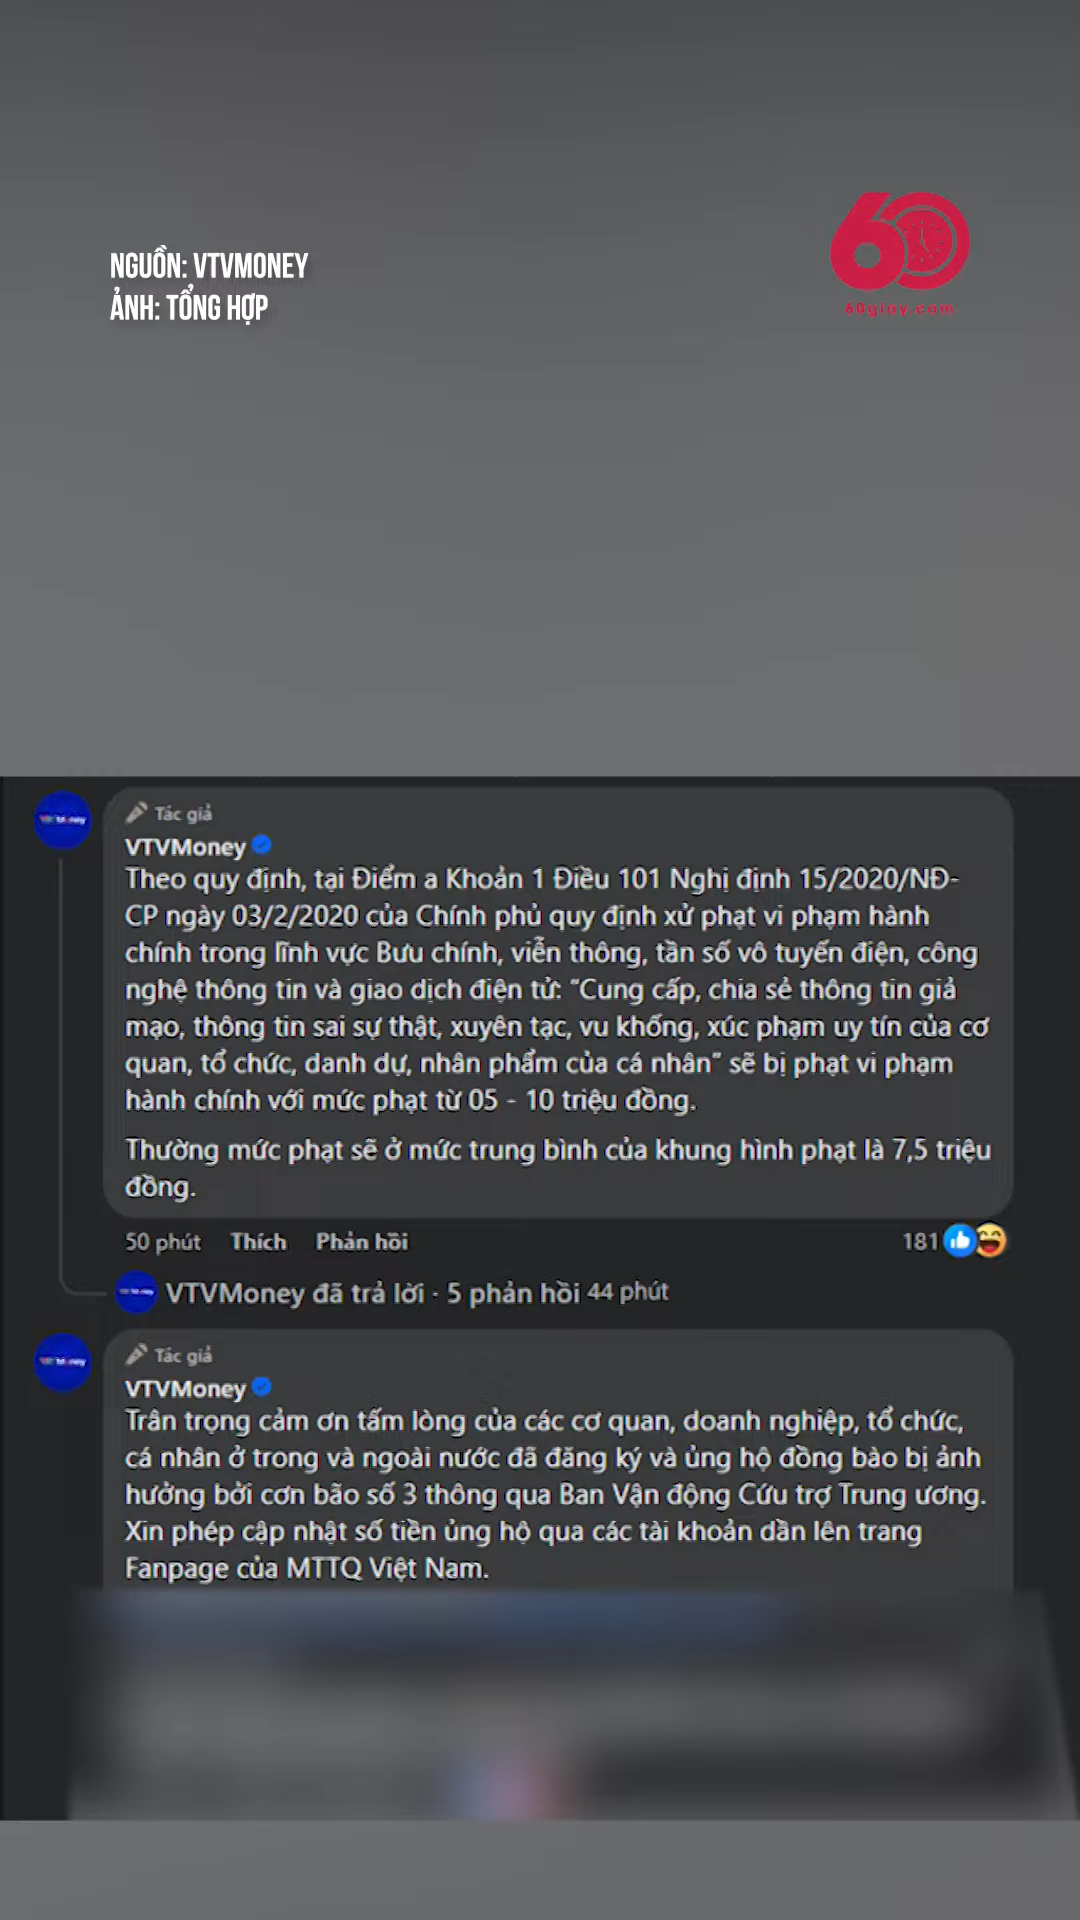 NGUỒN: VTVMONEY
ẢNH: TỔNG HỢP
60
60giay.com
Tác giả
VTVMoney
Theo quy định, tại Điểm a Khoản 1 Điều 101 Nghị định 15/2020/NĐ-
CP ngày 03/2/2020 của Chính phủ quy định xử phạt vi phạm hành
chính trong lĩnh vực Bưu chính, viễn thông, tần số vô tuyến điện, công
nghệ thông tin và giao dịch điện tử: "Cung cấp, chia sẻ thông tin giả
mạo, thông tin sai sự thật, xuyên tạc, vu khống, xúc phạm uy tín của cơ
quan, tổ chức, danh dự, nhân phẩm của cá nhân" sẽ bị phạt vi phạm
hành chính với mức phạt từ 05 - 10 triệu đồng.
Thường mức phạt sẽ ở mức trung bình của khung hình phạt là 7,5 triệu
đồng.
50 phút Thích Phản hồi 181
VTVMoney đã trả lời · 5 phản hồi 44 phút
Tác giả
VTVMoney
Trân trọng cảm ơn tấm lòng của các cơ quan, doanh nghiệp, tổ chức,
cá nhân ở trong và ngoài nước đã đăng ký và ủng hộ đồng bào bị ảnh
hưởng bởi cơn bão số 3 thông qua Ban Vận động Cứu trợ Trung ương.
Xin phép cập nhật số tiền ủng hộ qua các tài khoản dần lên trang
Fanpage của MTTQ Việt Nam.